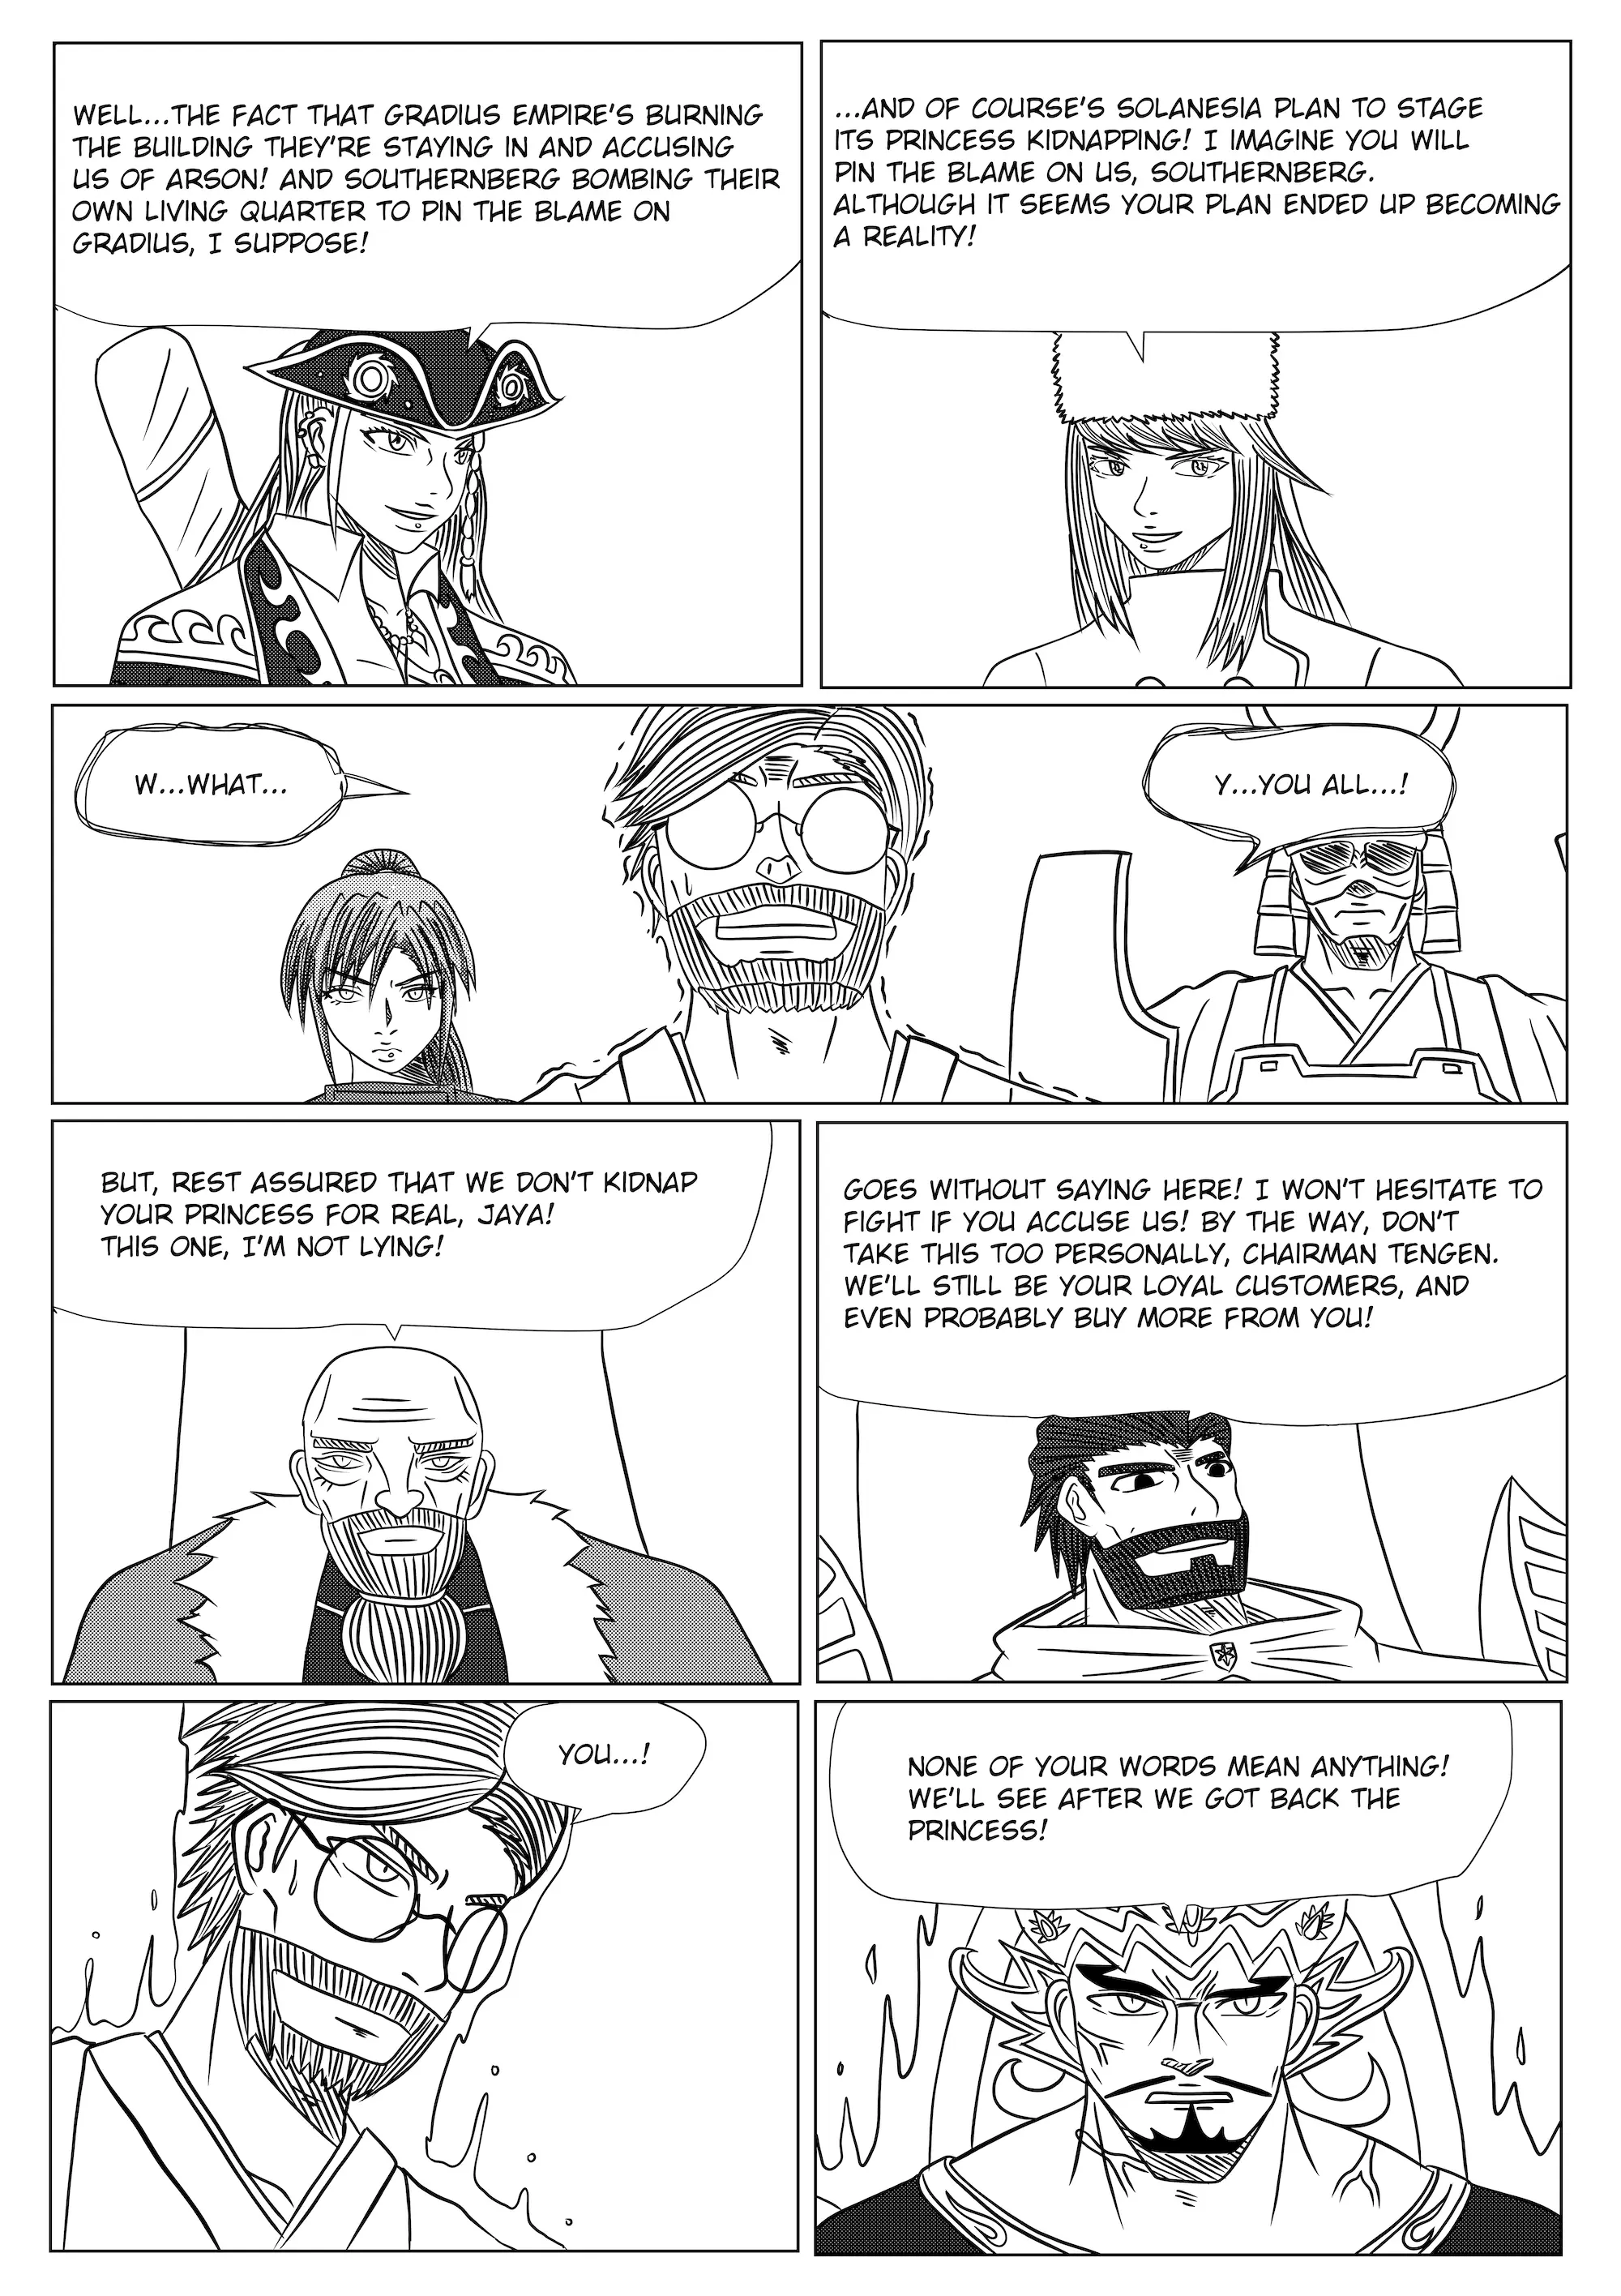 WELL...THE FACT THAT GRADIUS EMPIRE'S BURNING
THE BUILDING THEY'RE STAYING IN AND ACCUSING
US OF ARSON! AND SOUTHERNBERG BOMBING THEIR
OWN LIVING QUARTER TO PIN THE BLAME ON
GRADIUS, I SUPPOSE!
...AND OF COURSE'S SOLANESIA PLAN TO STAGE
ITS PRINCESS KIDNAPPING! I IMAGINE YOU WILL
PIN THE BLAME ON US, SOUTHERNBERG.
ALTHOUGH IT SEEMS YOUR PLAN ENDED UP BECOMING
A REALITY!
W...WHAT...
Y...YOU ALL...!
BUT, REST ASSURED THAT WE DON'T KIDNAP
YOUR PRINCESS FOR REAL, JAYA!
THIS ONE, I'M NOT LYING!
GOES WITHOUT SAYING HERE! I WON'T HESITATE TO
FIGHT IF YOU ACCUSE US! BY THE WAY, DON'T
TAKE THIS TOO PERSONALLY, CHAIRMAN TENGEN.
WE'LL STILL BE YOUR LOYAL CUSTOMERS, AND
EVEN PROBABLY BUY MORE FROM YOU!
YOU...!
NONE OF YOUR WORDS MEAN ANYTHING!
WE'LL SEE AFTER WE GOT BACK THE
PRINCESS!